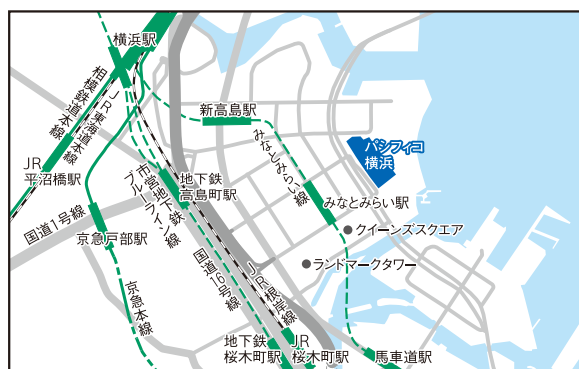 横浜駅
新高島駅
相模鉄道本線
JR東海道本線
みなとみらい線
パシフィコ
横浜
JR
平沼橋駅
地下鉄
高島町駅
みなとみらい駅
市営地下鉄
ブルーライン線
国道1号線
クイーンズスクエア
京急戸部駅
ランドマークタワー
国道16号線
JR根岸線
京急本線
地下鉄
桜木町駅
JR
桜木町駅
馬車道駅